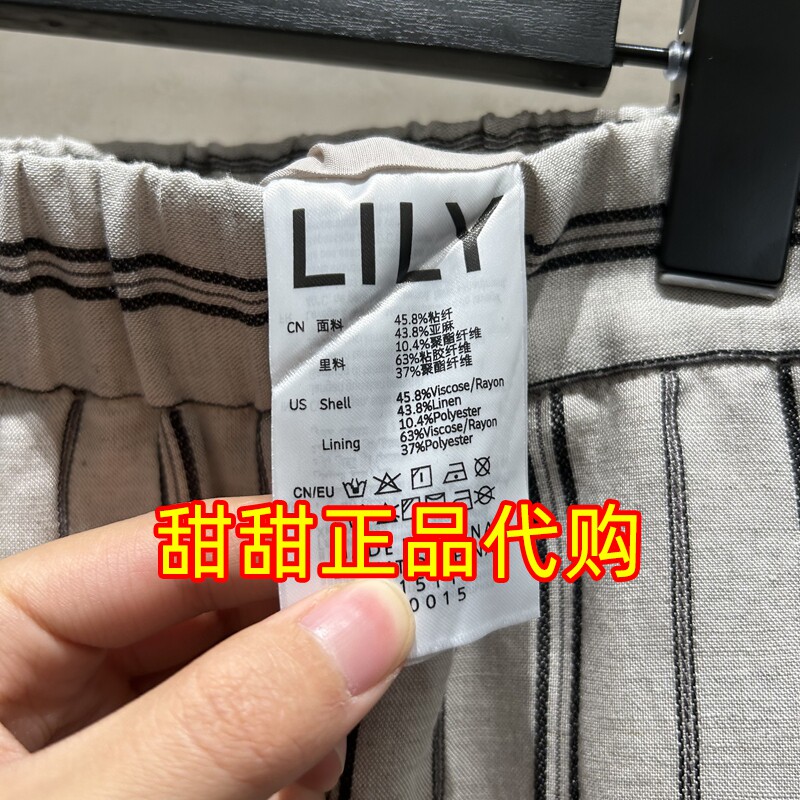 LILY
CN 面料 45.8%粘纤
43.8%亚麻
10.4%聚酯纤维
里料 63%粘胶纤维
37%聚酯纤维
US Shell 45.8%Viscose/Rayon
43.8%Linen
10.4%Polyester
Lining 63%Viscose/Rayon
37%Polyester
CN/EU
甜甜正品代购
0015